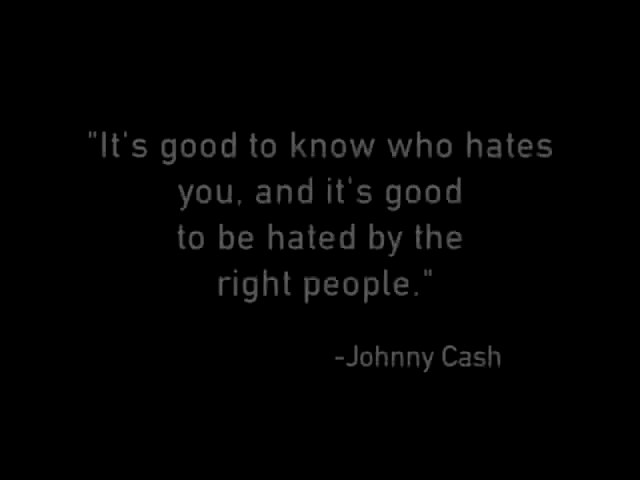 "It's good to know who hates
you, and it's good
to be hated by the
right people."
-Johnny Cash